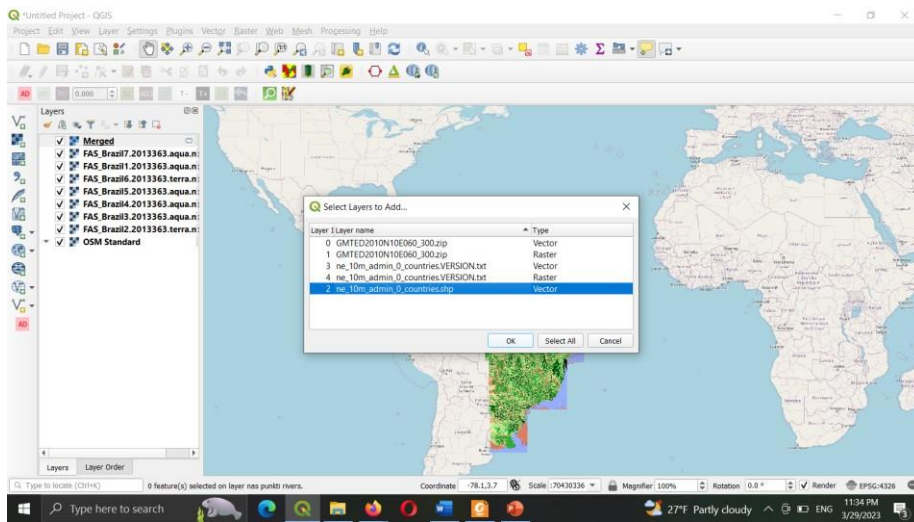 *Untitled Project - QGIS
Project Edit View Layer Settings Plugins Vector Raster Web Mesh Processing Help
AD 0.000
Layers
Merged
FAS_Brazil7.2013363.aqua.n
FAS_Brazil1.2013363.aqua.n
FAS_Brazil6.2013363.terra.n
FAS_Brazil5.2013363.aqua.n
FAS_Brazil4.2013363.aqua.n
FAS_Brazil3.2013363.aqua.n
FAS_Brazil2.2013363.terra.n
OSM Standard
AD
Select Layers to Add...
Layer I Layer name Type
0 GMTED2010N10E060_300.zip Vector
1 GMTED2010N10E060_300.zip Raster
3 ne_10m_admin_0_countries.VERSION.txt Vector
4 ne_10m_admin_0_countries.VERSION.txt Raster
2 ne_10m_admin_0_countries.shp Vector
OK Select All Cancel
Layers Layer Order
Type to locate (Ctrl+K) 0 feature(s) selected on layer nas punkti rivers. Coordinate -78.1,3.7 Scale :70430336 Magnifier 100% Rotation 0.0 ° Render EPSG:4326
Type here to search 27°F Partly cloudy ENG 11:34 PM
3/29/2023